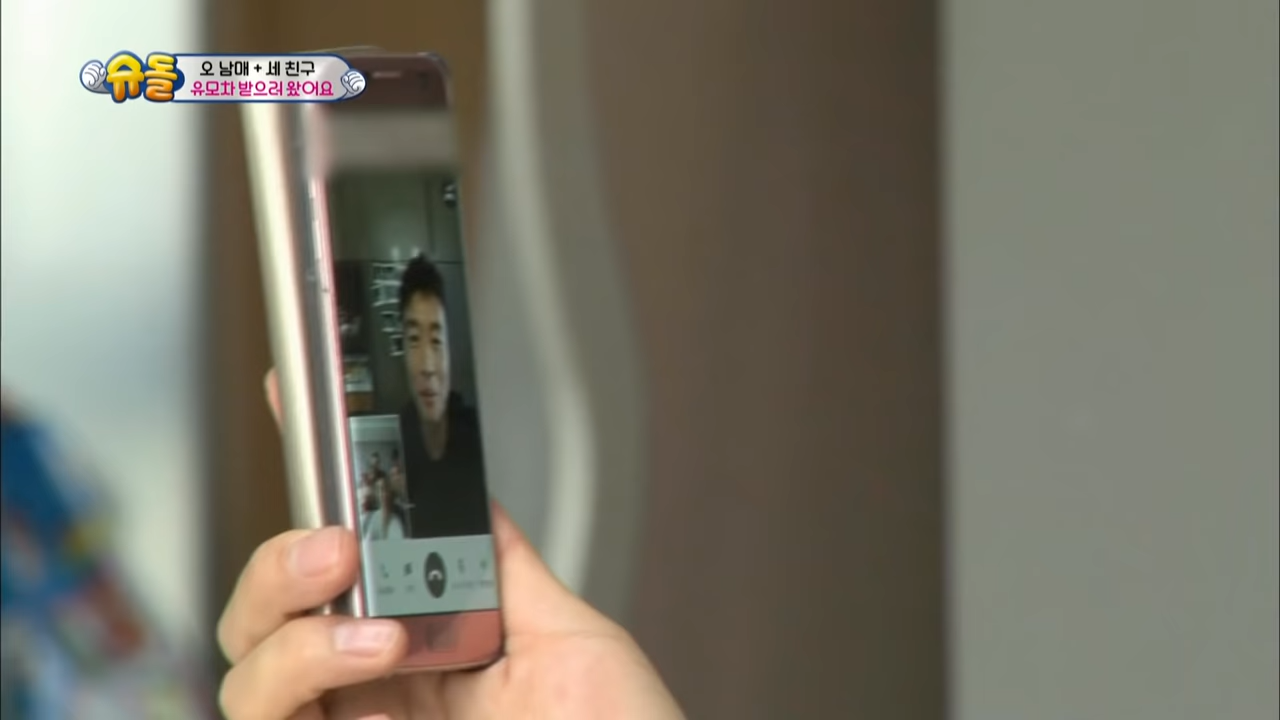 슈돌
오 남매 + 세 친구
유모차 받으러 왔어요